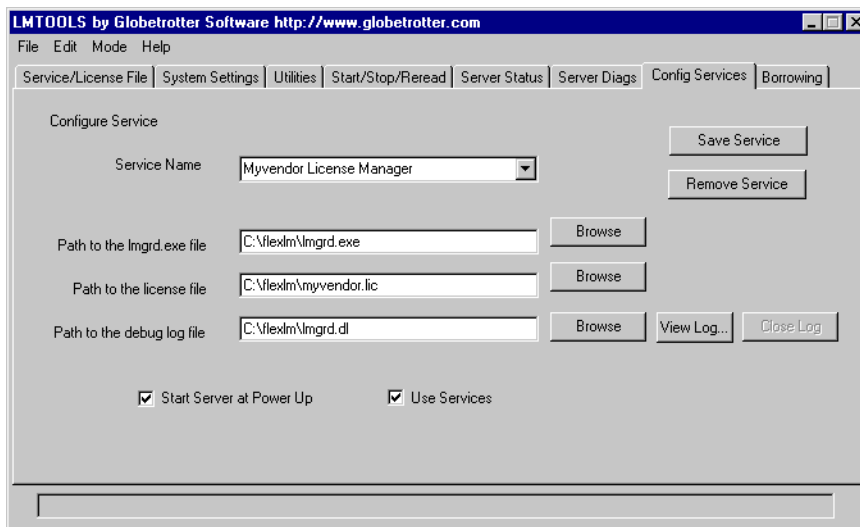 LMTOOLS by Globetrotter Software http://www.globetrotter.com
File Edit Mode Help
Service/License File System Settings Utilities Start/Stop/Reread Server Status Server Diags Config Services Borrowing
Configure Service
Save Service
Service Name Myvendor License Manager
Remove Service
Path to the lmgrd.exe file C:\flexlm\lmgrd.exe Browse
Path to the license file C:\flexlm\myvendor.lic Browse
Path to the debug log file C:\flexlm\lmgrd.dl Browse View Log... Close Log
Start Server at Power Up Use Services